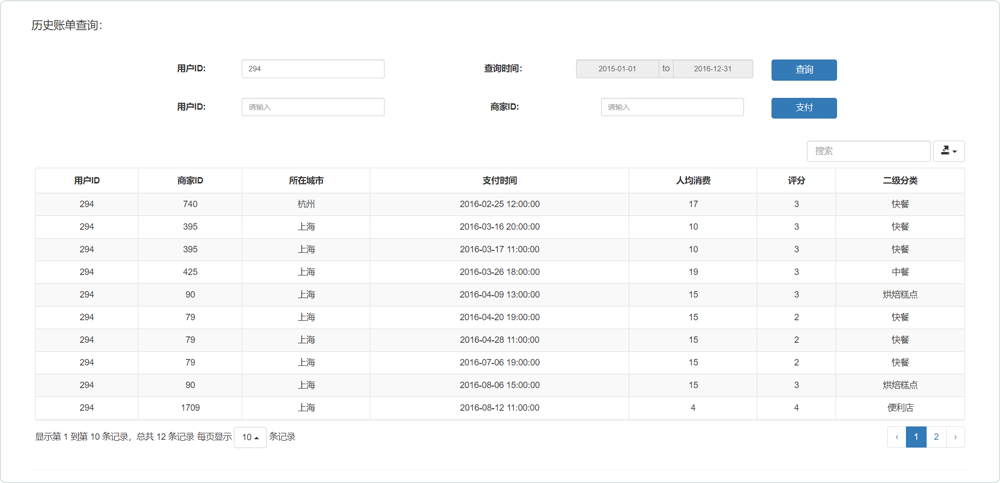 历史账单查询:
用户ID: 294 查询时间: 2015-01-01 to 2016-12-31 查询
用户ID: 请输入 商家ID: 请输入 支付
搜索
用户ID 商家ID 所在城市 支付时间 人均消费 评分 二级分类
294 740 杭州 2016-02-25 12:00:00 17 3 快餐
294 395 上海 2016-03-16 20:00:00 10 3 快餐
294 395 上海 2016-03-17 11:00:00 10 3 快餐
294 425 上海 2016-03-26 18:00:00 19 3 中餐
294 90 上海 2016-04-09 13:00:00 15 3 烘焙糕点
294 79 上海 2016-04-20 19:00:00 15 2 快餐
294 79 上海 2016-04-28 11:00:00 15 2 快餐
294 79 上海 2016-07-06 19:00:00 15 2 快餐
294 90 上海 2016-08-06 15:00:00 15 3 烘焙糕点
294 1709 上海 2016-08-12 11:00:00 4 4 便利店
显示第 1 到第 10 条记录，总共 12 条记录 每页显示 10 条记录 ‹ 1 2 ›